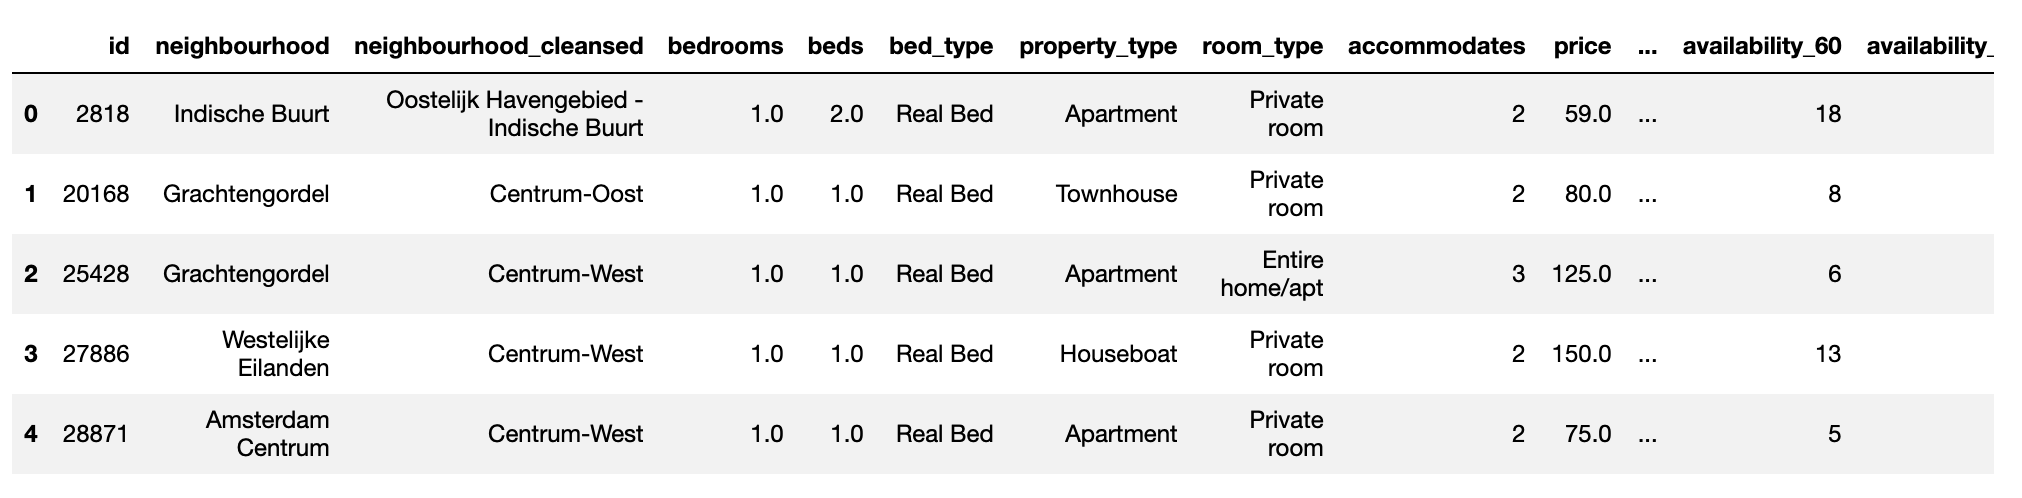 id neighbourhood neighbourhood_cleansed bedrooms beds bed_type property_type room_type accommodates price ... availability_60 availability_
0 2818 Indische Buurt Oostelijk Havengebied - Indische Buurt 1.0 2.0 Real Bed Apartment Private room 2 59.0 ... 18
1 20168 Grachtengordel Centrum-Oost 1.0 1.0 Real Bed Townhouse Private room 2 80.0 ... 8
2 25428 Grachtengordel Centrum-West 1.0 1.0 Real Bed Apartment Entire home/apt 3 125.0 ... 6
3 27886 Westelijke Eilanden Centrum-West 1.0 1.0 Real Bed Houseboat Private room 2 150.0 ... 13
4 28871 Amsterdam Centrum Centrum-West 1.0 1.0 Real Bed Apartment Private room 2 75.0 ... 5